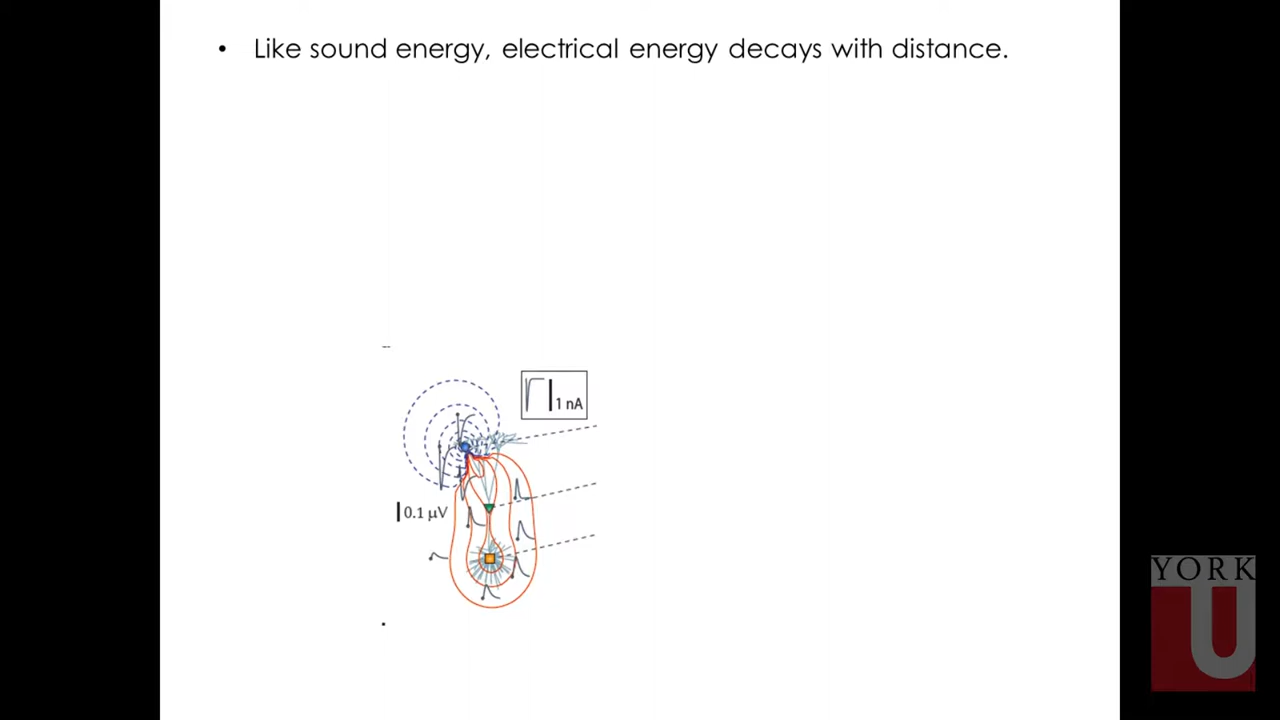 • Like sound energy, electrical energy decays with distance.
1 nA
0.1 µV
YORK
U